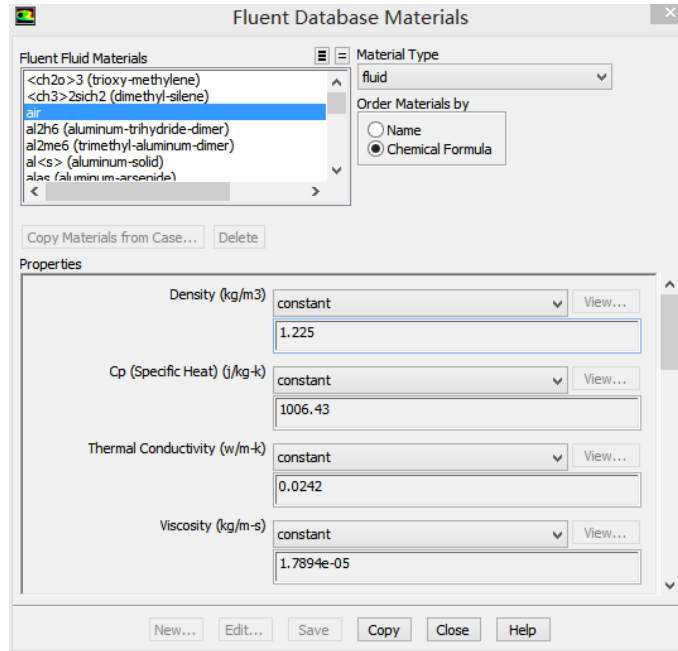 Fluent Database Materials
Fluent Fluid Materials
<ch2o>3 (trioxy-methylene)
<ch3>2sich2 (dimethyl-silene)
air
al2h6 (aluminum-trihydride-dimer)
al2me6 (trimethyl-aluminum-dimer)
al<s> (aluminum-solid)
alas (aluminum-arsenide)
Material Type
fluid
Order Materials by
Name
Chemical Formula
Copy Materials from Case... Delete
Properties
Density (kg/m3) constant View...
1.225
Cp (Specific Heat) (j/kg-k) constant View...
1006.43
Thermal Conductivity (w/m-k) constant View...
0.0242
Viscosity (kg/m-s) constant View...
1.7894e-05
New... Edit... Save Copy Close Help